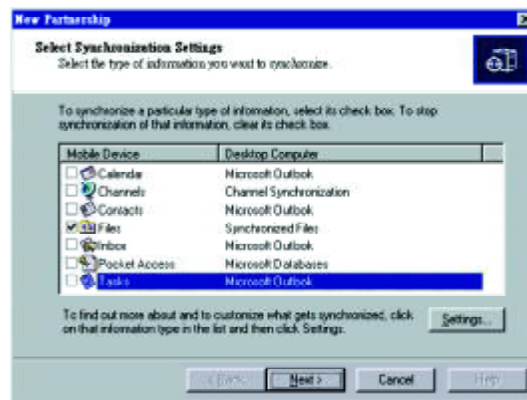 New Partnership
Select Synchronization Settings
Select the type of information you want to synchronize.
To synchronize a particular type of information, select its check box. To stop
synchronization of that information, clear its check box.
Mobile Device Desktop Computer
Calendar Microsoft Outlook
Channels Channel Synchronization
Contacts Microsoft Outlook
Files Synchronized Files
Inbox Microsoft Outlook
Pocket Access Microsoft Databases
Tasks Microsoft Outlook
To find out more about and to customize what gets synchronized, click
on that information type in the list and then click Settings.
Settings...
< Back Next > Cancel Help